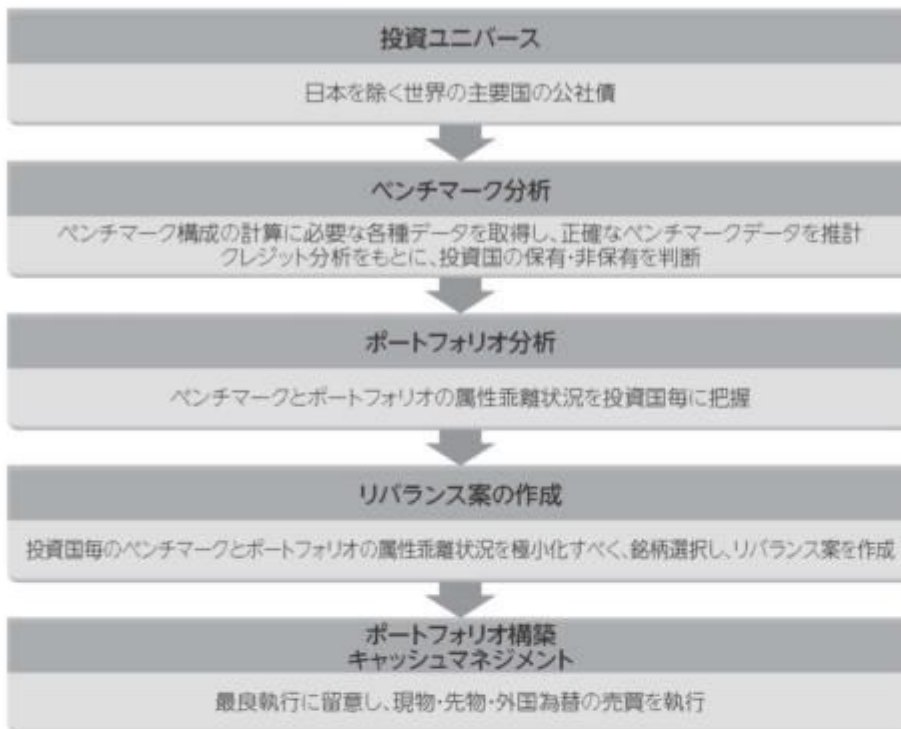 投資ユニバース
日本を除く世界の主要国の公社債
ベンチマーク分析
ベンチマーク構成の計算に必要な各種データを取得し、正確なベンチマークデータを推計
クレジット分析をもとに、投資国の保有・非保有を判断
ポートフォリオ分析
ベンチマークとポートフォリオの属性乖離状況を投資国毎に把握
リバランス案の作成
投資国毎のベンチマークとポートフォリオの属性乖離状況を極小化すべく、銘柄選択し、リバランス案を作成
ポートフォリオ構築
キャッシュマネジメント
最良執行に留意し、現物・先物・外国為替の売買を執行